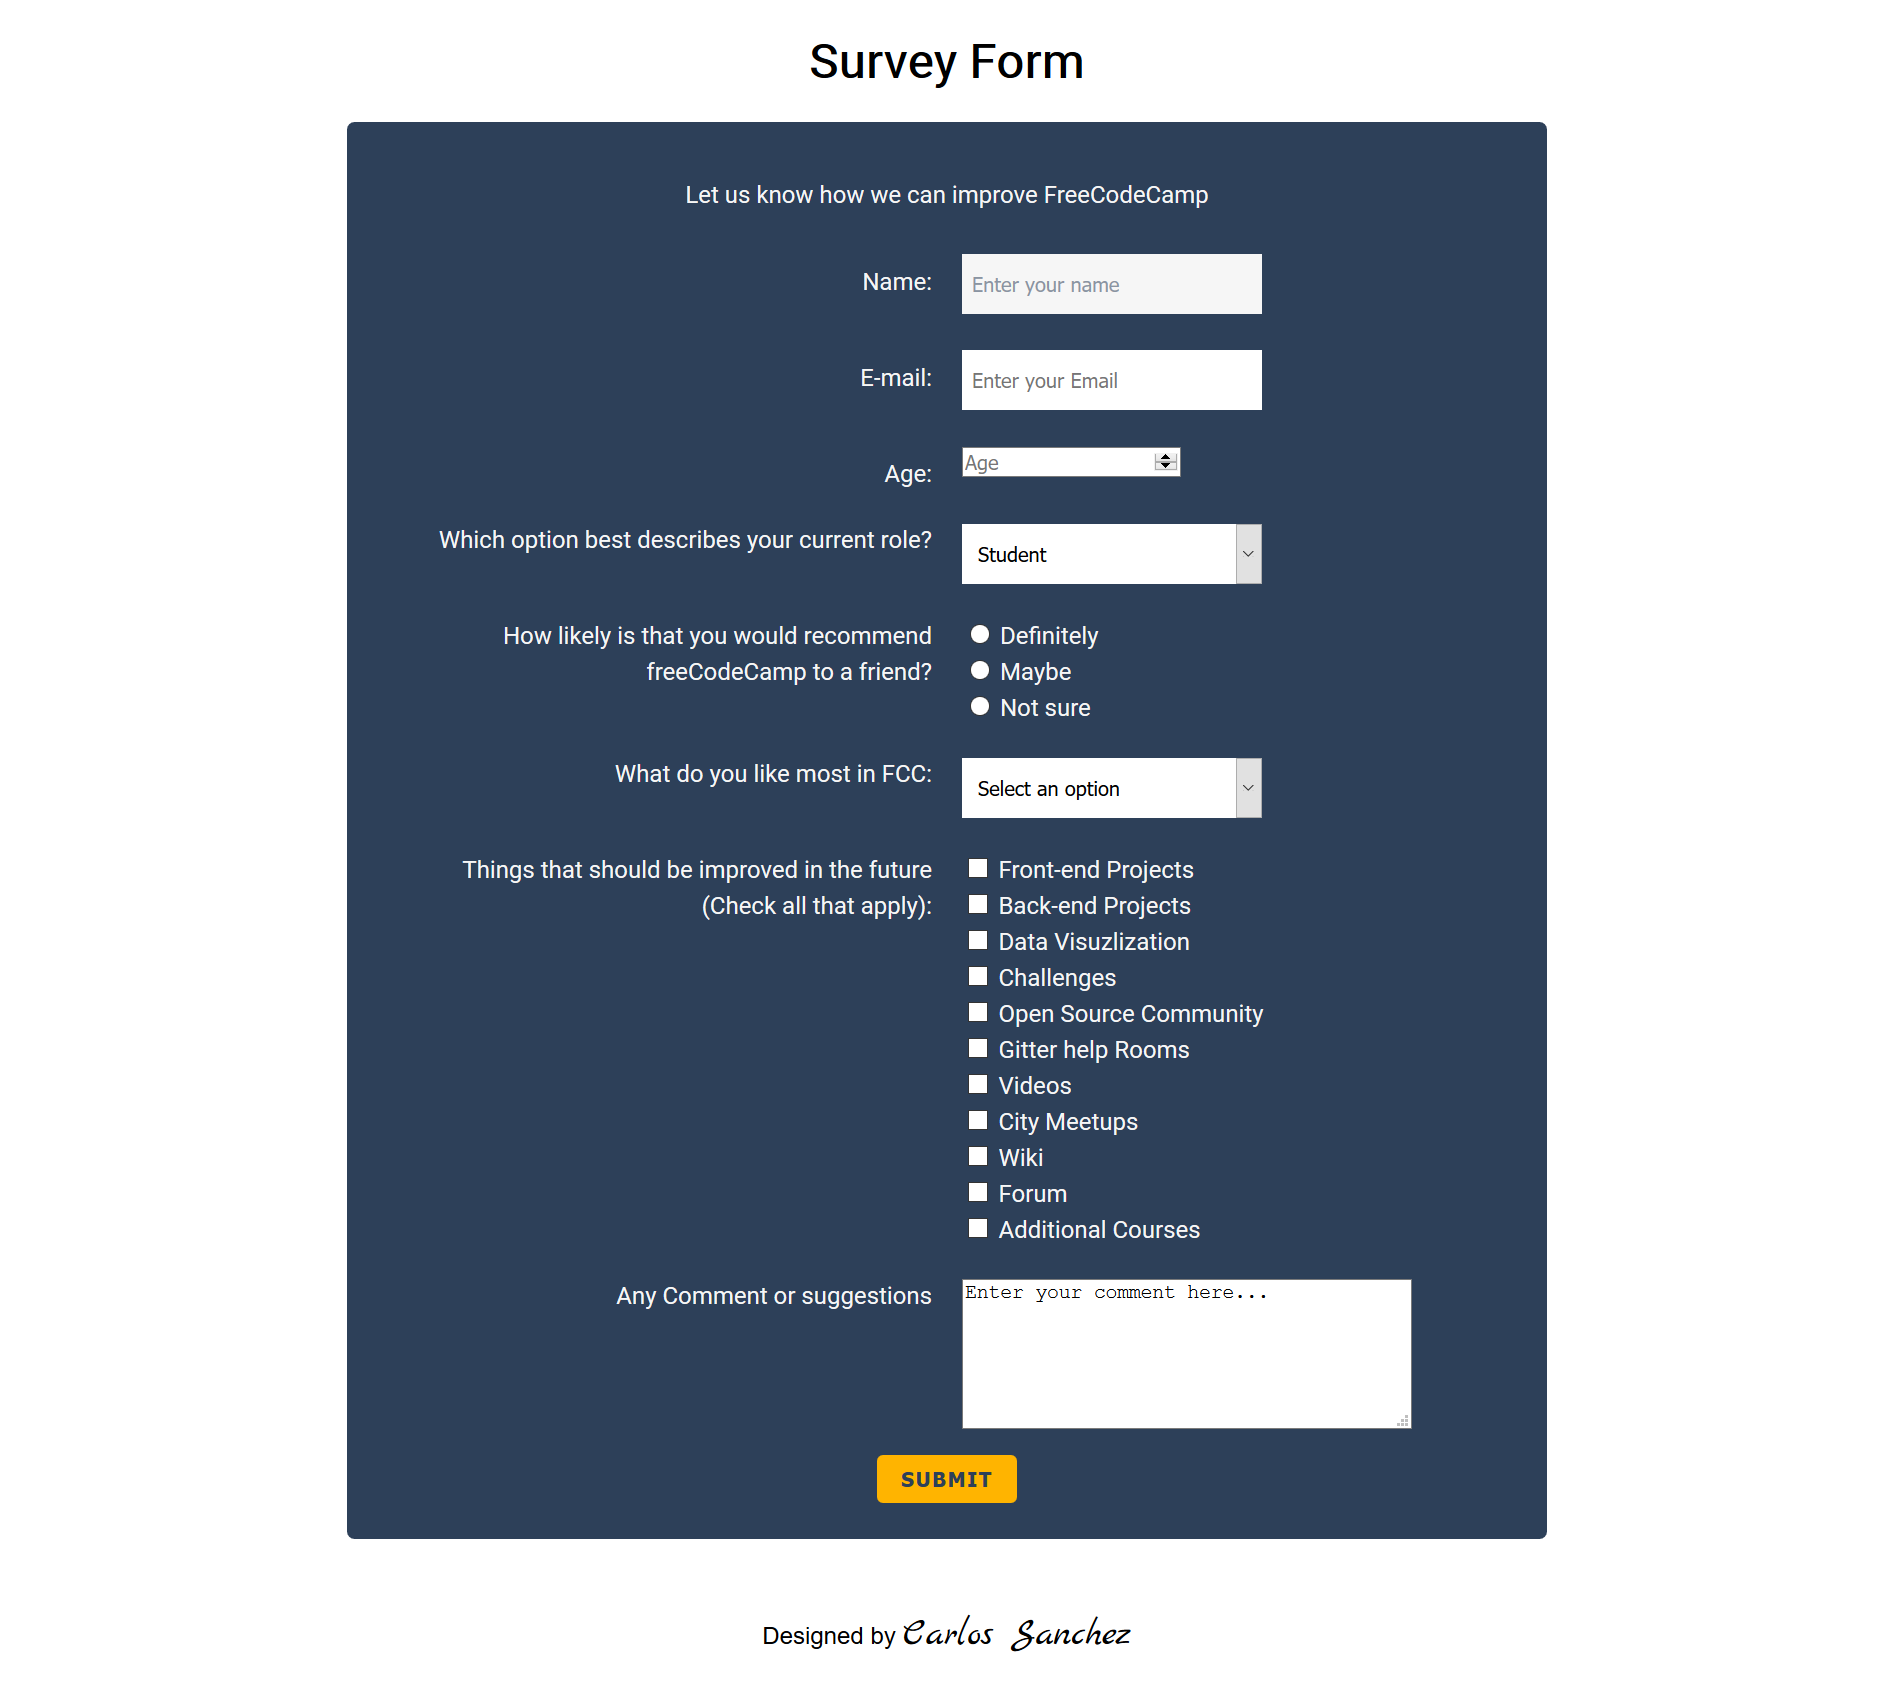 Survey Form
Let us know how we can improve FreeCodeCamp
Name: Enter your name
E-mail: Enter your Email
Age: Age
Which option best describes your current role? Student
How likely is that you would recommend
freeCodeCamp to a friend?
Definitely
Maybe
Not sure
What do you like most in FCC: Select an option
Things that should be improved in the future
(Check all that apply):
Front-end Projects
Back-end Projects
Data Visuzlization
Challenges
Open Source Community
Gitter help Rooms
Videos
City Meetups
Wiki
Forum
Additional Courses
Any Comment or suggestions
Enter your comment here...
SUBMIT
Designed by Carlos Sanchez